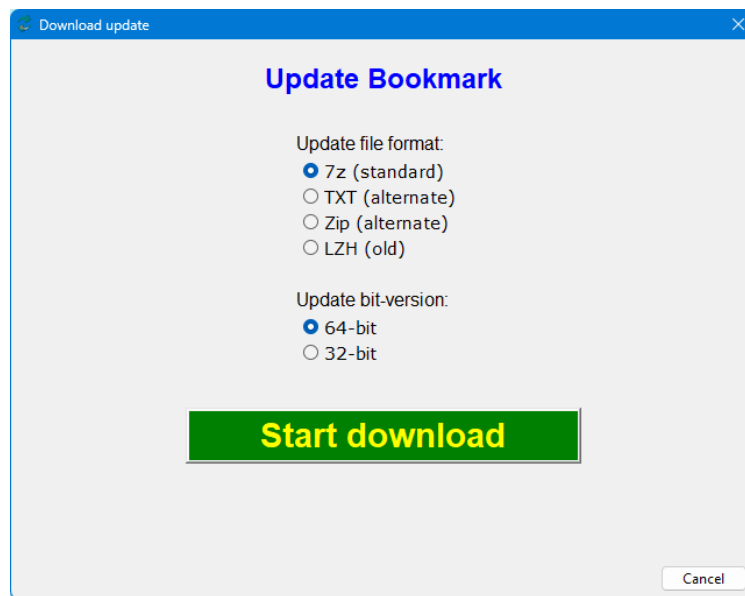 Download update
Update Bookmark
Update file format:
7z (standard)
TXT (alternate)
Zip (alternate)
LZH (old)
Update bit-version:
64-bit
32-bit
Start download
Cancel